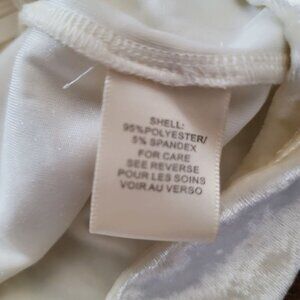 SHELL:
95%POLYESTER/
5% SPANDEX
FOR CARE
SEE REVERSE
POUR LES SOINS
VOIR AU VERSO